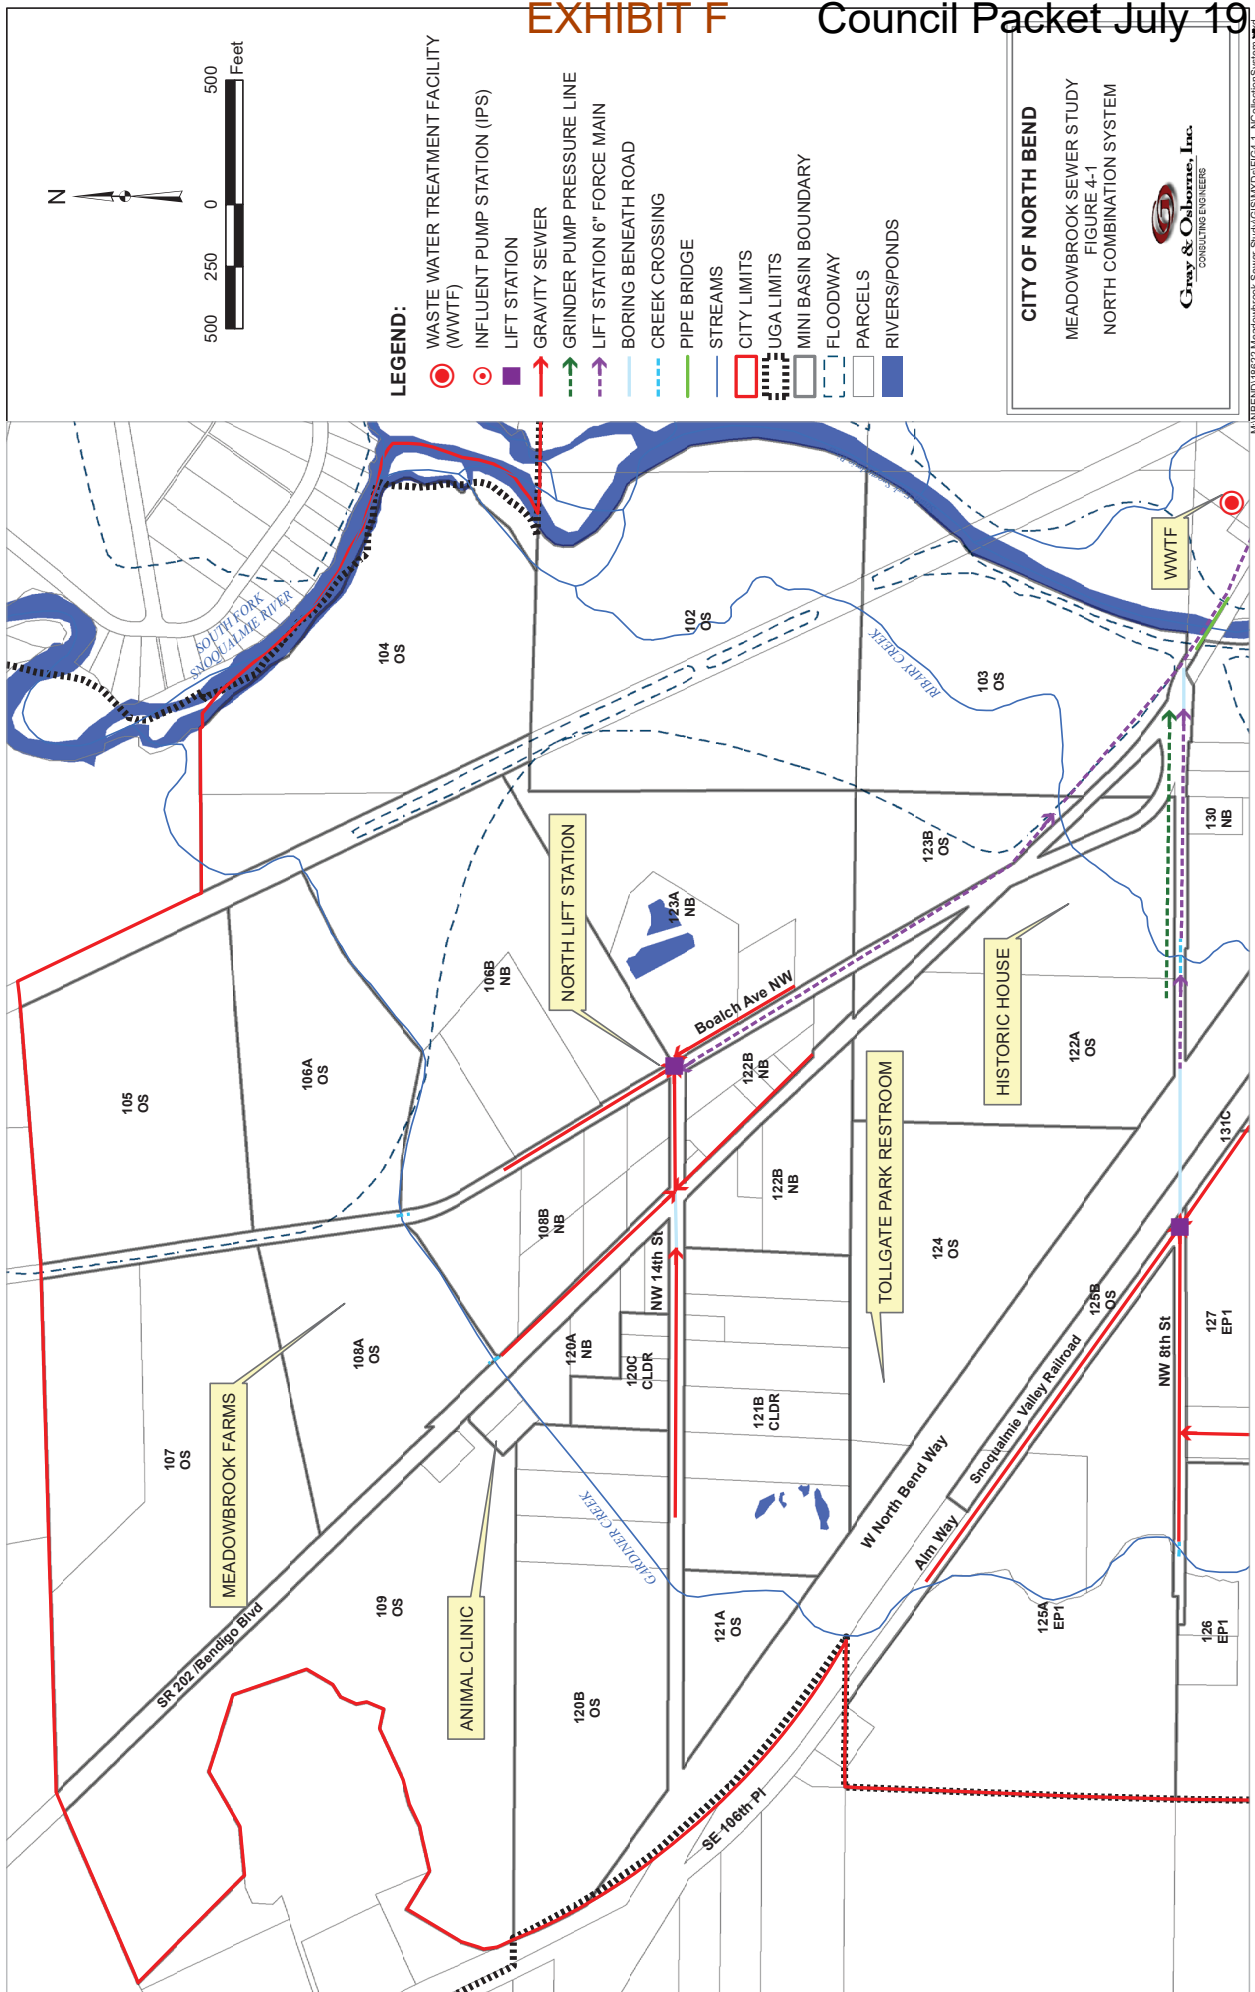 EXHIBIT F
Council Packet July 19
N
500
250
0
500
Feet
LEGEND:
WASTE WATER TREATMENT FACILITY
(WWTF)
INFLUENT PUMP STATION (IPS)
LIFT STATION
GRAVITY SEWER
GRINDER PUMP PRESSURE LINE
LIFT STATION 6" FORCE MAIN
BORING BENEATH ROAD
CREEK CROSSING
PIPE BRIDGE
STREAMS
CITY LIMITS
UGA LIMITS
MINI BASIN BOUNDARY
FLOODWAY
PARCELS
RIVERS/PONDS
CITY OF NORTH BEND
MEADOWBROOK SEWER STUDY
FIGURE 4-1
NORTH COMBINATION SYSTEM
Gray & Osborne, Inc.
CONSULTING ENGINEERS
SOUTH FORK
SNOQUALMIE RIVER
104
OS
102
OS
RIBARY CREEK
103
OS
WWTF
105
OS
106A
OS
106B
NB
NORTH LIFT STATION
123A
NB
123B
OS
130
NB
Boalch Ave NW
HISTORIC HOUSE
122A
OS
122B
NB
122B
NB
TOLLGATE PARK RESTROOM
124
OS
131C
107
OS
MEADOWBROOK FARMS
108A
OS
108B
NB
120A
NB
120C
CLDR
NW 14th St
121B
CLDR
W North Bend Way
Snoqualmie Valley Railroad
125B
OS
NW 8th St
127
EP1
Alm Way
SR 202 /Bendigo Blvd
109
OS
ANIMAL CLINIC
GARDINER CREEK
120B
OS
121A
OS
125A
EP1
126
EP1
SE 106th Pl